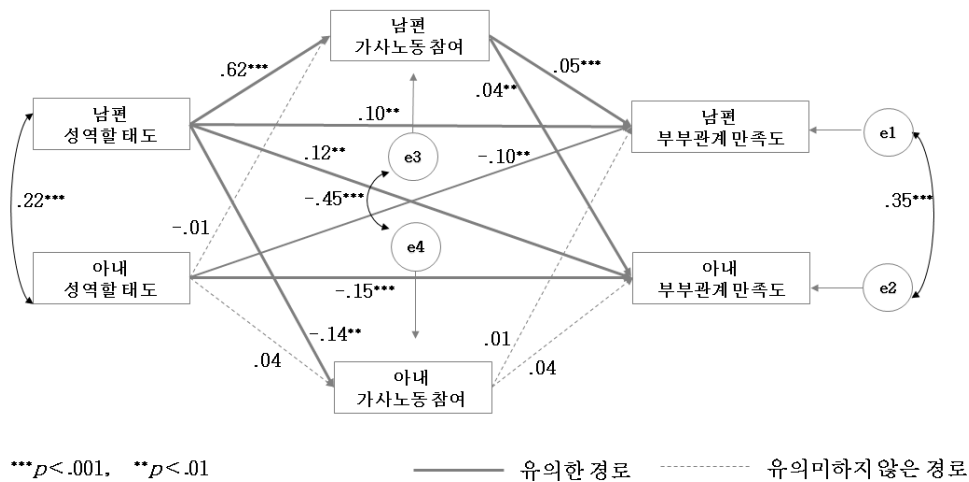 남편
가사노동 참여
.62***
.05***
.04**
남편
성역할 태도
.10**
남편
부부관계 만족도
e1
.12**
e3
-.10**
.22***
-.45***
.35***
-.01
e4
아내
성역할 태도
아내
부부관계 만족도
e2
-.15***
-.14**
.01
.04
.04
아내
가사노동 참여
***p<.001, **p<.01 유의한 경로 유의미하지 않은 경로